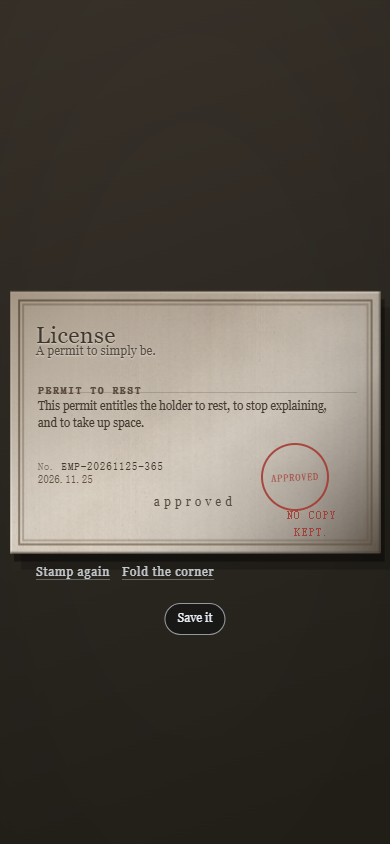 License
A permit to simply be.
PERMIT TO REST
This permit entitles the holder to rest, to stop explaining,
and to take up space.
No. EMP-20261125-365
2026.11.25
APPROVED
approved
NO COPY
KEPT.
Stamp again Fold the corner
Save it